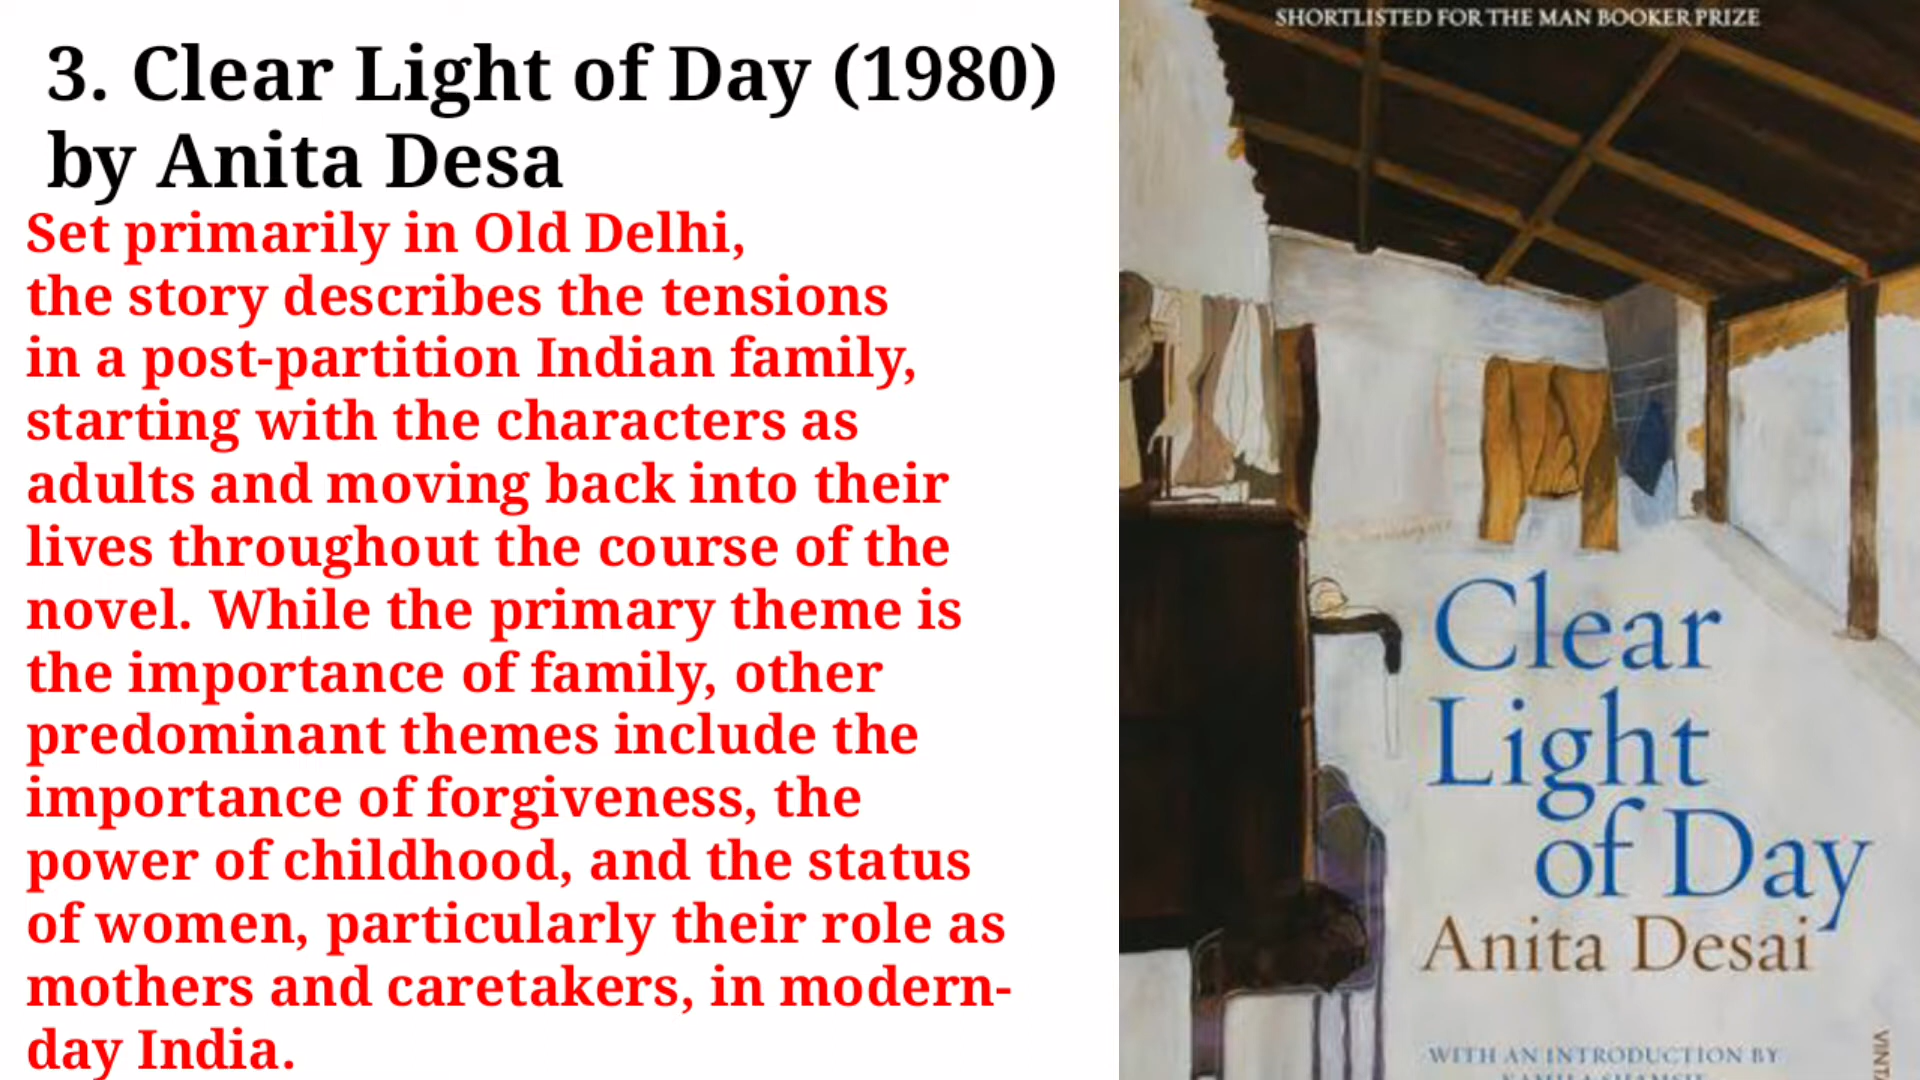 3. Clear Light of Day (1980)
by Anita Desa
Set primarily in Old Delhi,
the story describes the tensions
in a post-partition Indian family,
starting with the characters as
adults and moving back into their
lives throughout the course of the
novel. While the primary theme is
the importance of family, other
predominant themes include the
importance of forgiveness, the
power of childhood, and the status
of women, particularly their role as
mothers and caretakers, in modern-
day India.
SHORTLISTED FOR THE MAN BOOKER PRIZE
Clear
Light
of Day
Anita Desai
WITH AN INTRODUCTION BY